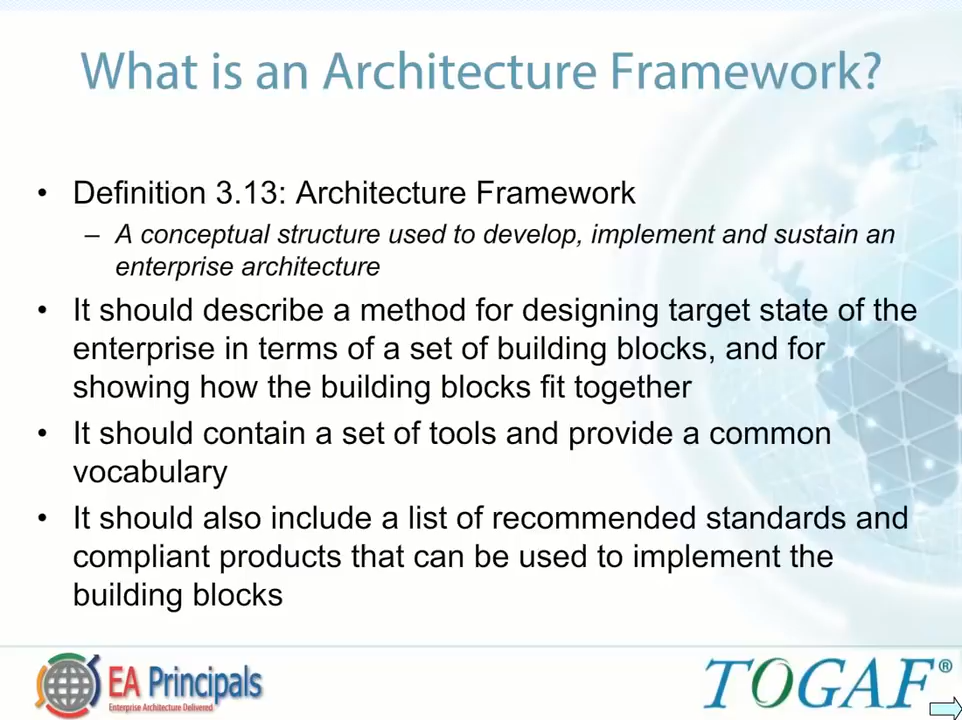 What is an Architecture Framework?
• Definition 3.13: Architecture Framework
– A conceptual structure used to develop, implement and sustain an
enterprise architecture
• It should describe a method for designing target state of the
enterprise in terms of a set of building blocks, and for
showing how the building blocks fit together
• It should contain a set of tools and provide a common
vocabulary
• It should also include a list of recommended standards and
compliant products that can be used to implement the
building blocks
EA Principals
Enterprise Architecture Delivered
TOGAF®